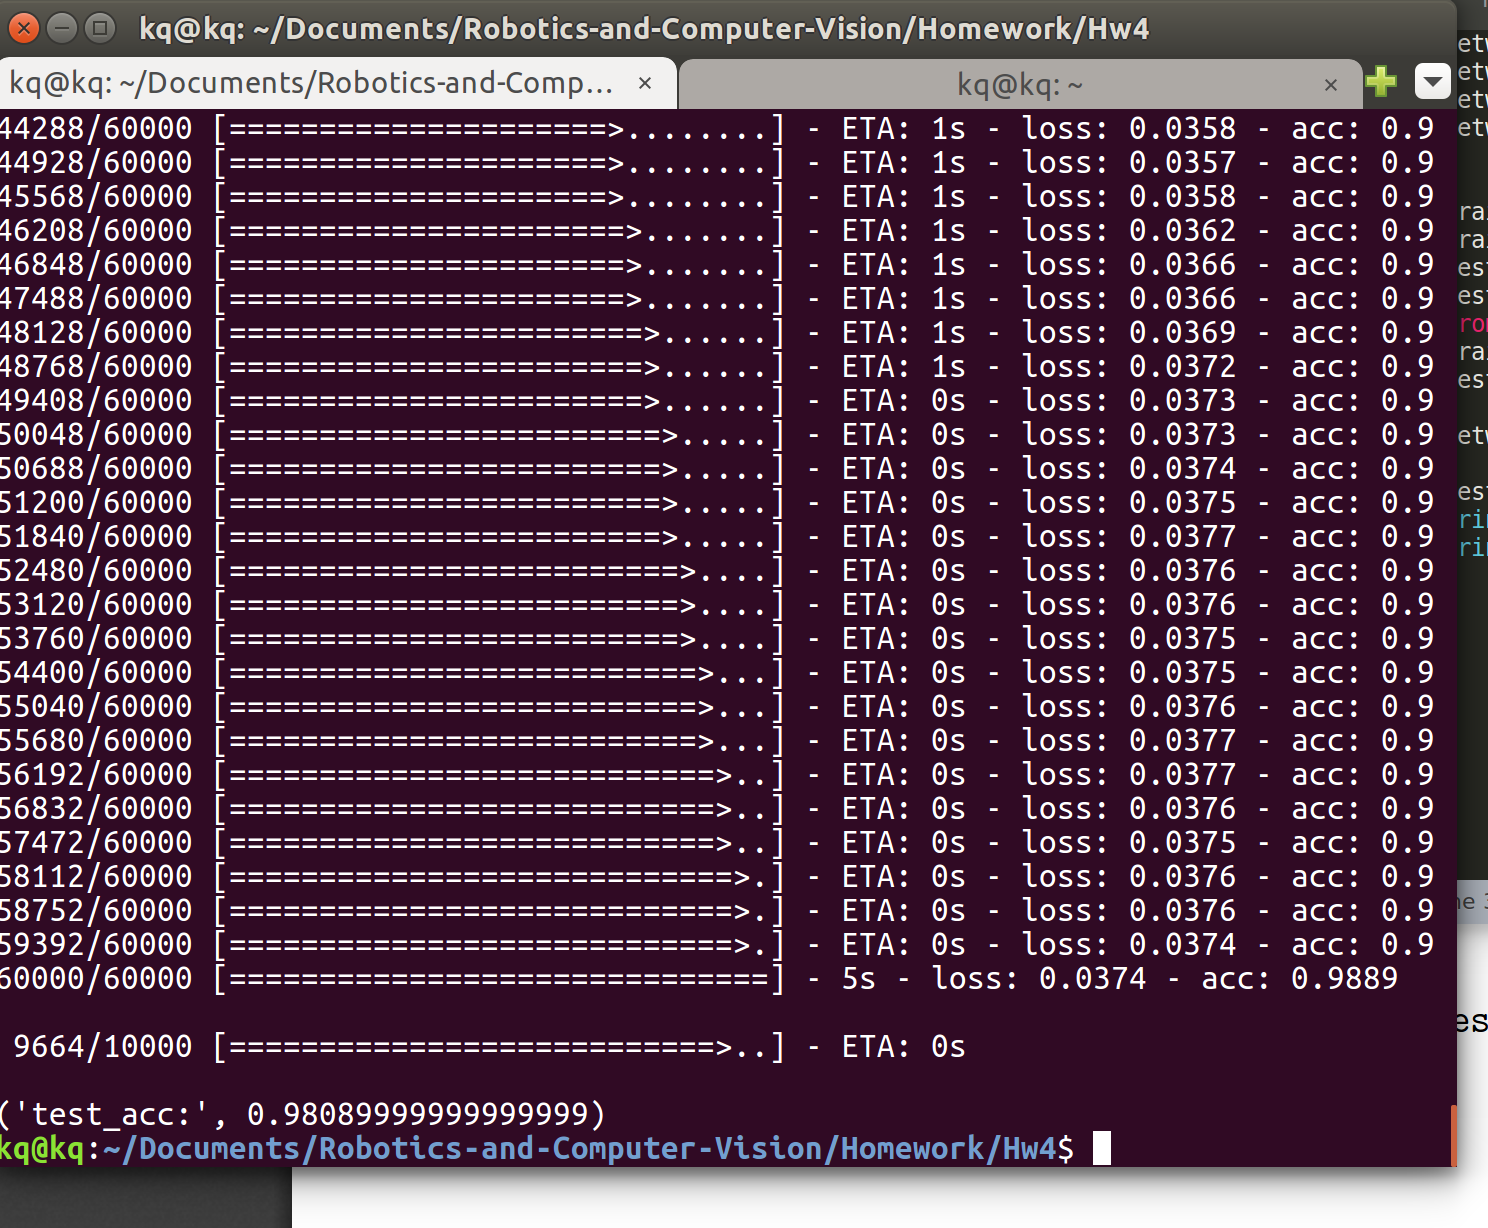 kq@kq: ~/Documents/Robotics-and-Computer-Vision/Homework/Hw4
kq@kq: ~/Documents/Robotics-and-Comp... ×
kq@kq: ~ ×
44288/60000 [=====================>........] - ETA: 1s - loss: 0.0358 - acc: 0.9
44928/60000 [=====================>........] - ETA: 1s - loss: 0.0357 - acc: 0.9
45568/60000 [=====================>........] - ETA: 1s - loss: 0.0358 - acc: 0.9
46208/60000 [======================>.......] - ETA: 1s - loss: 0.0362 - acc: 0.9
46848/60000 [======================>.......] - ETA: 1s - loss: 0.0366 - acc: 0.9
47488/60000 [======================>.......] - ETA: 1s - loss: 0.0366 - acc: 0.9
48128/60000 [=======================>......] - ETA: 1s - loss: 0.0369 - acc: 0.9
48768/60000 [=======================>......] - ETA: 1s - loss: 0.0372 - acc: 0.9
49408/60000 [=======================>......] - ETA: 0s - loss: 0.0373 - acc: 0.9
50048/60000 [========================>.....] - ETA: 0s - loss: 0.0373 - acc: 0.9
50688/60000 [========================>.....] - ETA: 0s - loss: 0.0374 - acc: 0.9
51200/60000 [========================>.....] - ETA: 0s - loss: 0.0375 - acc: 0.9
51840/60000 [========================>.....] - ETA: 0s - loss: 0.0377 - acc: 0.9
52480/60000 [=========================>....] - ETA: 0s - loss: 0.0376 - acc: 0.9
53120/60000 [=========================>....] - ETA: 0s - loss: 0.0376 - acc: 0.9
53760/60000 [=========================>....] - ETA: 0s - loss: 0.0375 - acc: 0.9
54400/60000 [==========================>...] - ETA: 0s - loss: 0.0375 - acc: 0.9
55040/60000 [==========================>...] - ETA: 0s - loss: 0.0376 - acc: 0.9
55680/60000 [==========================>...] - ETA: 0s - loss: 0.0377 - acc: 0.9
56192/60000 [===========================>..] - ETA: 0s - loss: 0.0377 - acc: 0.9
56832/60000 [===========================>..] - ETA: 0s - loss: 0.0376 - acc: 0.9
57472/60000 [===========================>..] - ETA: 0s - loss: 0.0375 - acc: 0.9
58112/60000 [============================>.] - ETA: 0s - loss: 0.0376 - acc: 0.9
58752/60000 [============================>.] - ETA: 0s - loss: 0.0376 - acc: 0.9
59392/60000 [============================>.] - ETA: 0s - loss: 0.0374 - acc: 0.9
60000/60000 [==============================] - 5s - loss: 0.0374 - acc: 0.9889
9664/10000 [===========================>..] - ETA: 0s
('test_acc:', 0.98089999999999999)
kq@kq:~/Documents/Robotics-and-Computer-Vision/Homework/Hw4$